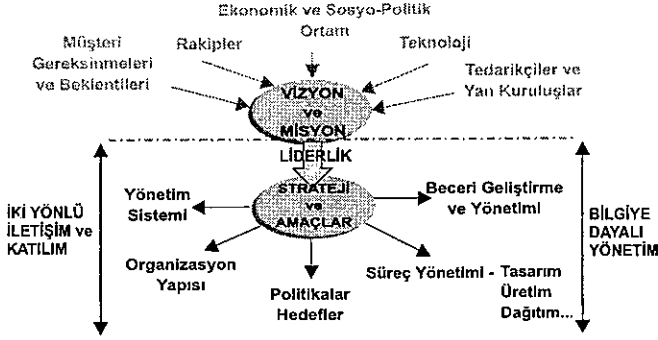 Ekonomik ve Sosyo-Politik
Ortam
Müşteri
Gereksinmeleri
ve Beklentileri
Rakipler
Teknoloji
Tedarikçiler ve
Yan Kuruluşlar
VİZYON
ve
MİSYON
LİDERLİK
STRATEJİ
ve
AMAÇLAR
Yönetim
Sistemi
Beceri Geliştirme
ve Yönetimi
İKİ YÖNLÜ
İLETİŞİM ve
KATILIM
BİLGİYE
DAYALI
YÖNETİM
Organizasyon
Yapısı
Politikalar
Hedefler
Süreç Yönetimi - Tasarım
Üretim
Dağıtım...